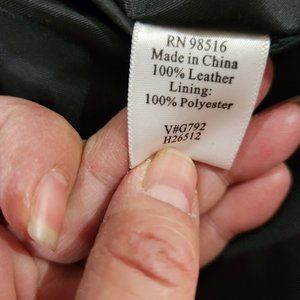 RN 98516
Made in China
100% Leather
Lining:
100% Polyester
V#G792
H26512